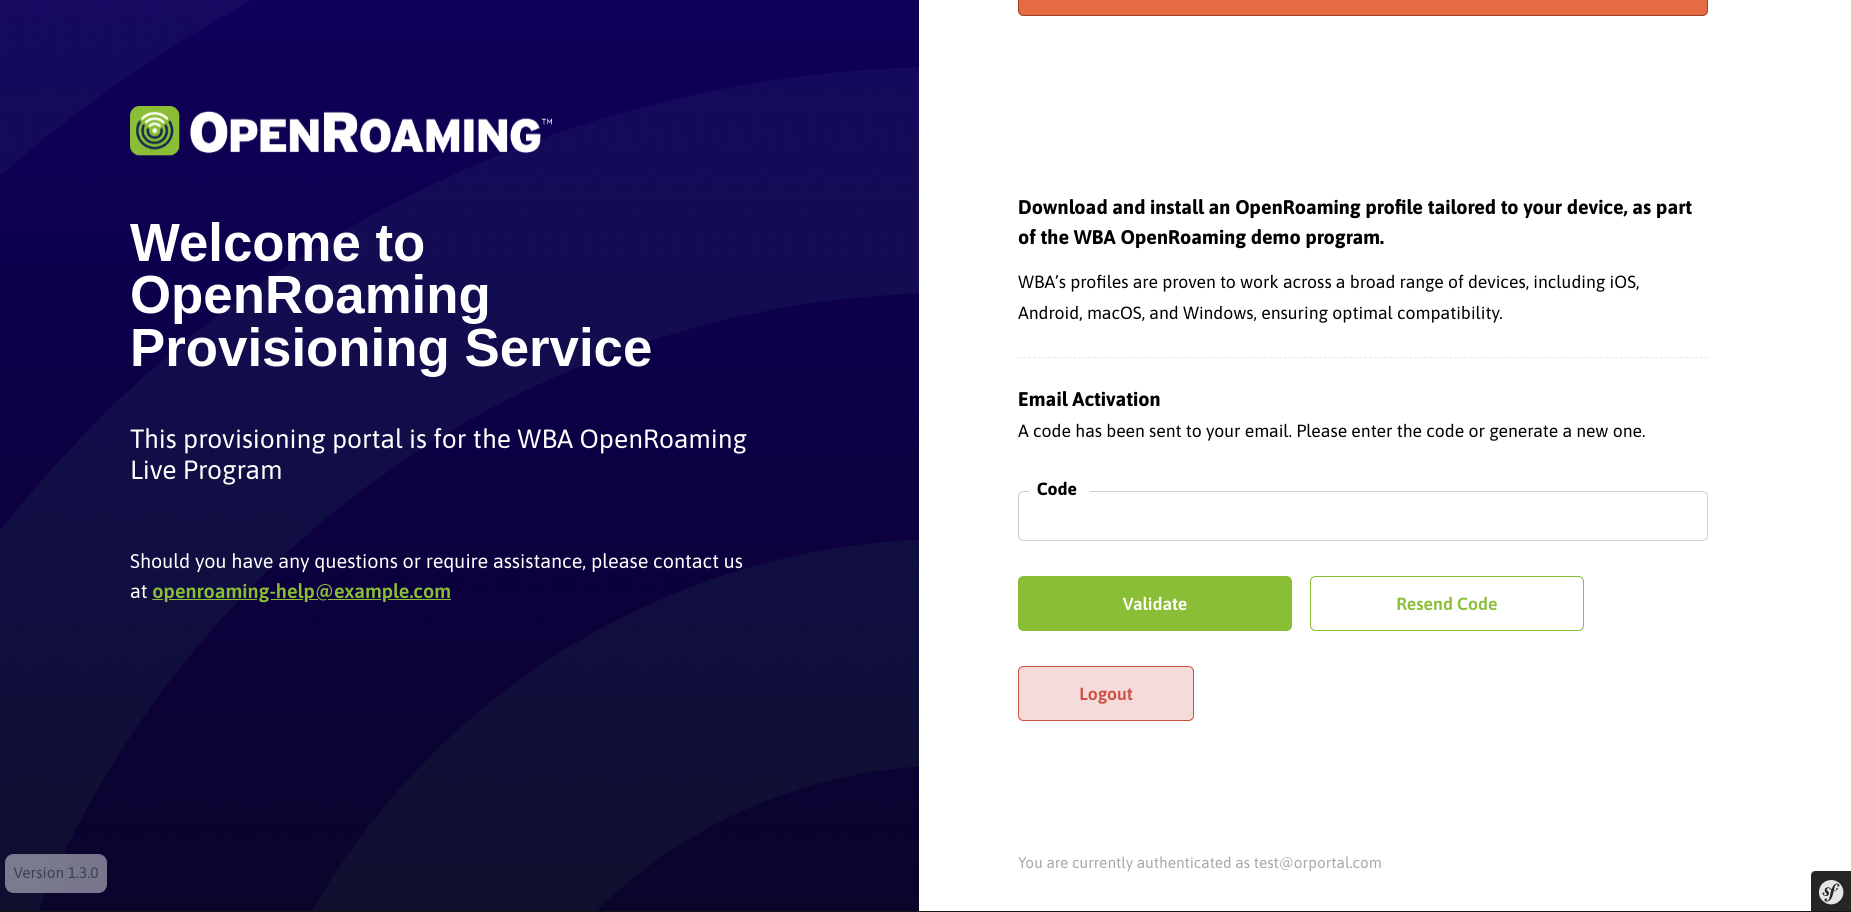 OPENROAMING™
Welcome to
OpenRoaming
Provisioning Service
This provisioning portal is for the WBA OpenRoaming
Live Program
Should you have any questions or require assistance, please contact us
at openroaming-help@example.com
Version 1.3.0
Download and install an OpenRoaming profile tailored to your device, as part
of the WBA OpenRoaming demo program.
WBA’s profiles are proven to work across a broad range of devices, including iOS,
Android, macOS, and Windows, ensuring optimal compatibility.
Email Activation
A code has been sent to your email. Please enter the code or generate a new one.
Code
Validate
Resend Code
Logout
You are currently authenticated as test@orportal.com
sf